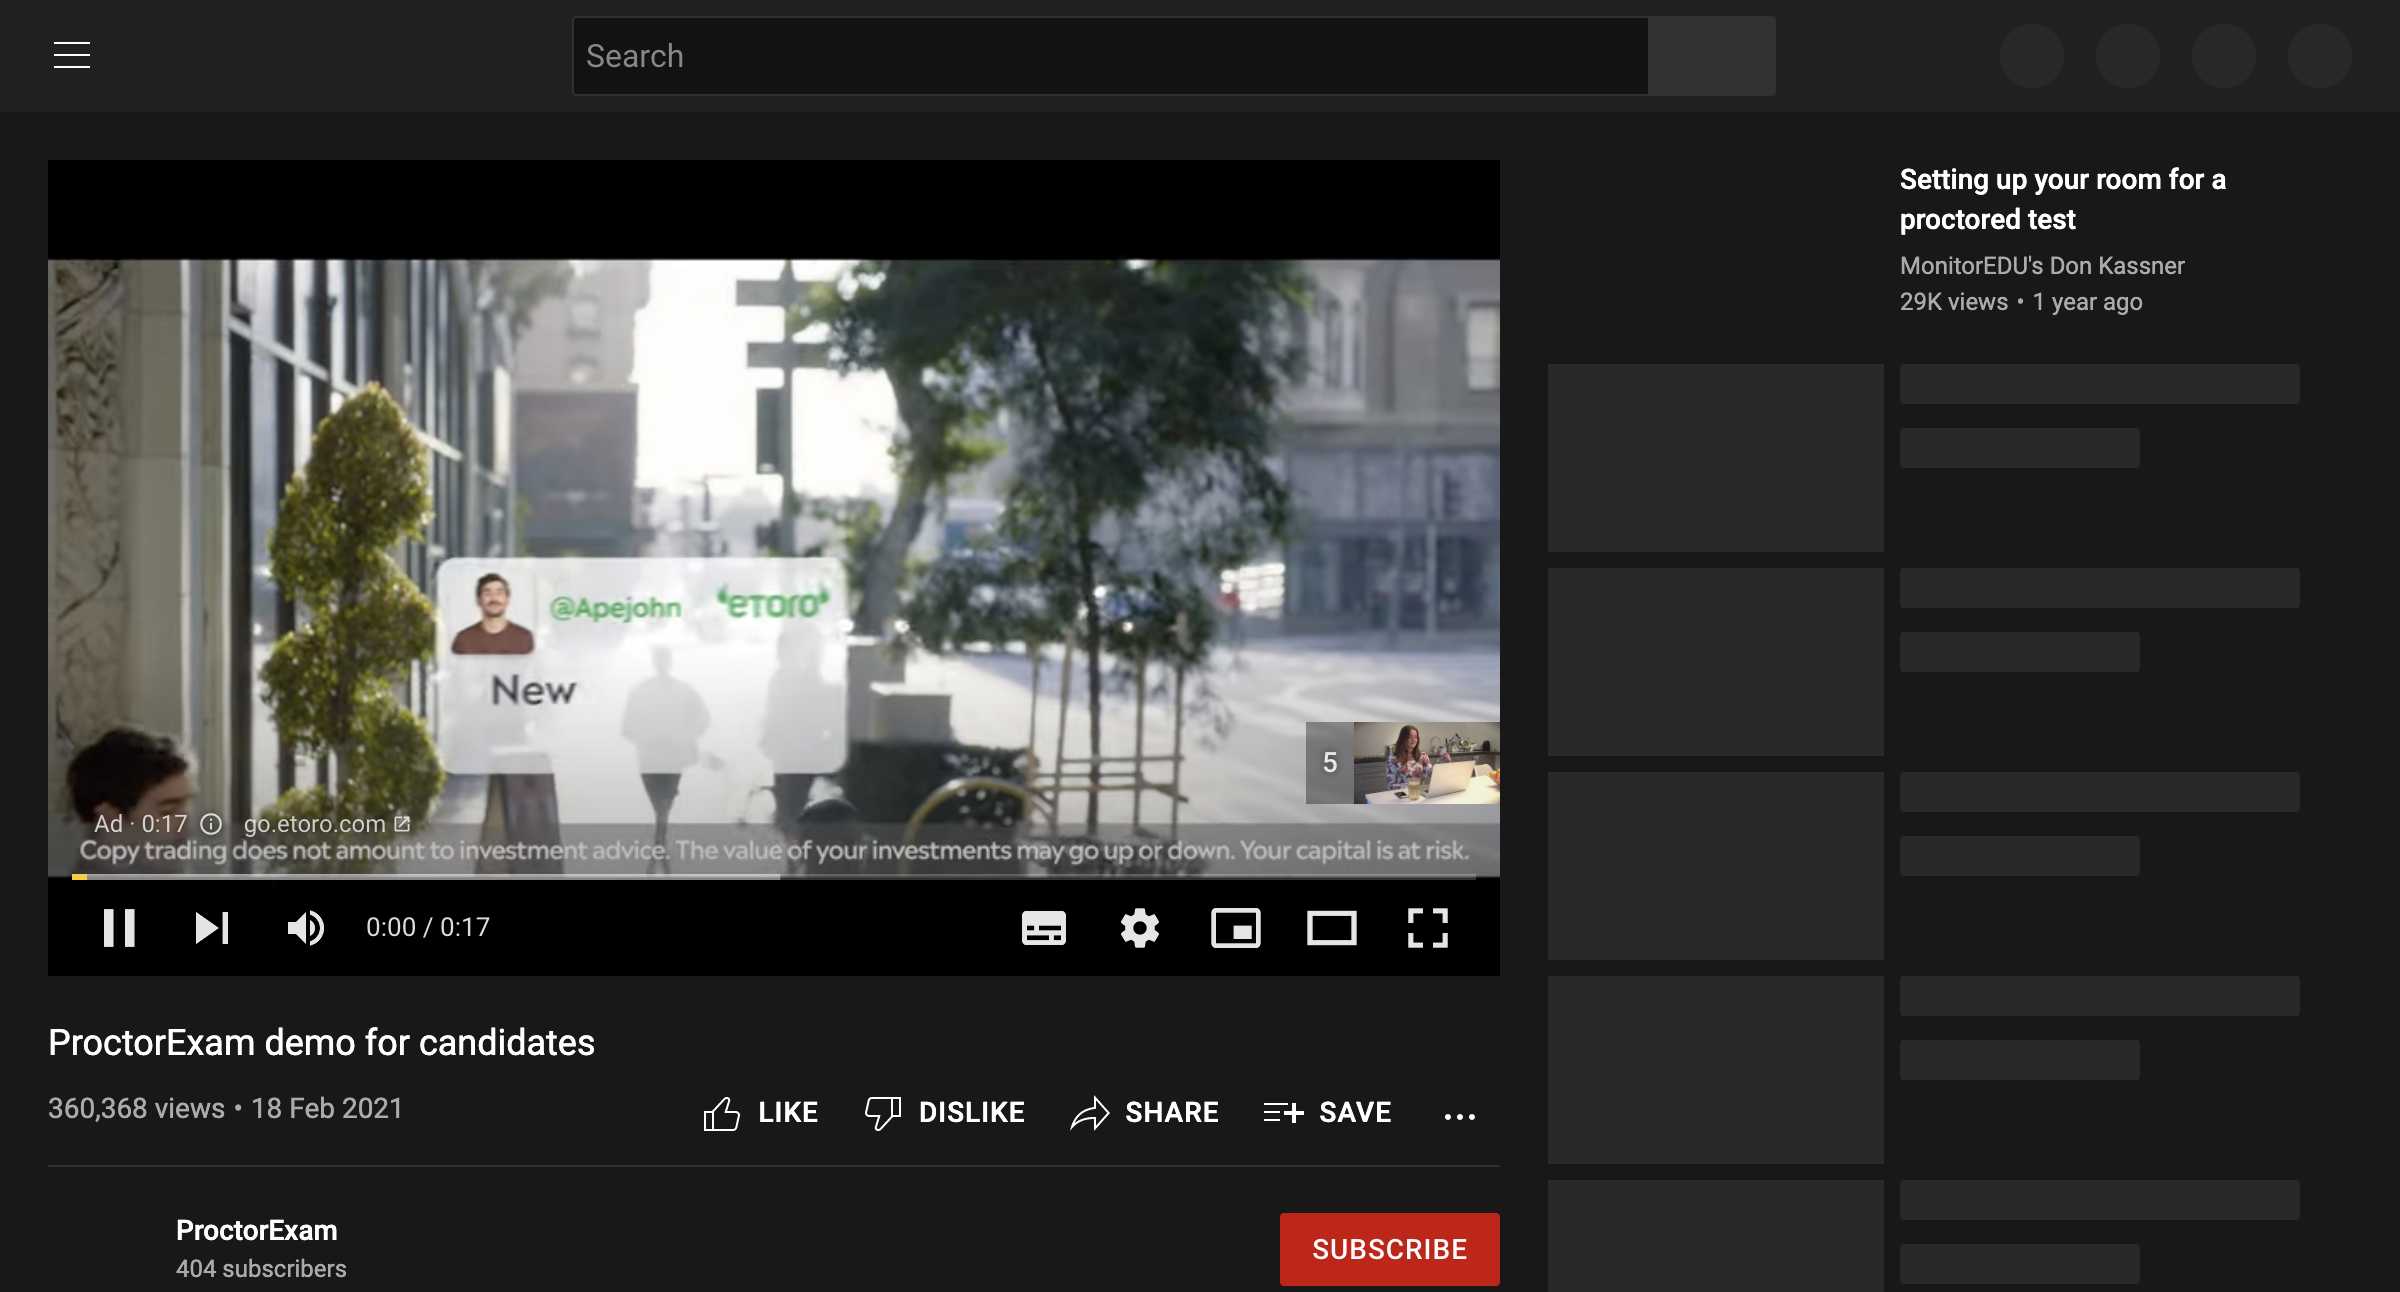 Search
@Apejohn etoro
New
5
Ad · 0:17 go.etoro.com
Copy trading does not amount to investment advice. The value of your investments may go up or down. Your capital is at risk.
0:00 / 0:17
ProctorExam demo for candidates
360,368 views • 18 Feb 2021
LIKE DISLIKE SHARE SAVE ...
ProctorExam
404 subscribers
SUBSCRIBE
Setting up your room for a
proctored test
MonitorEDU's Don Kassner
29K views • 1 year ago